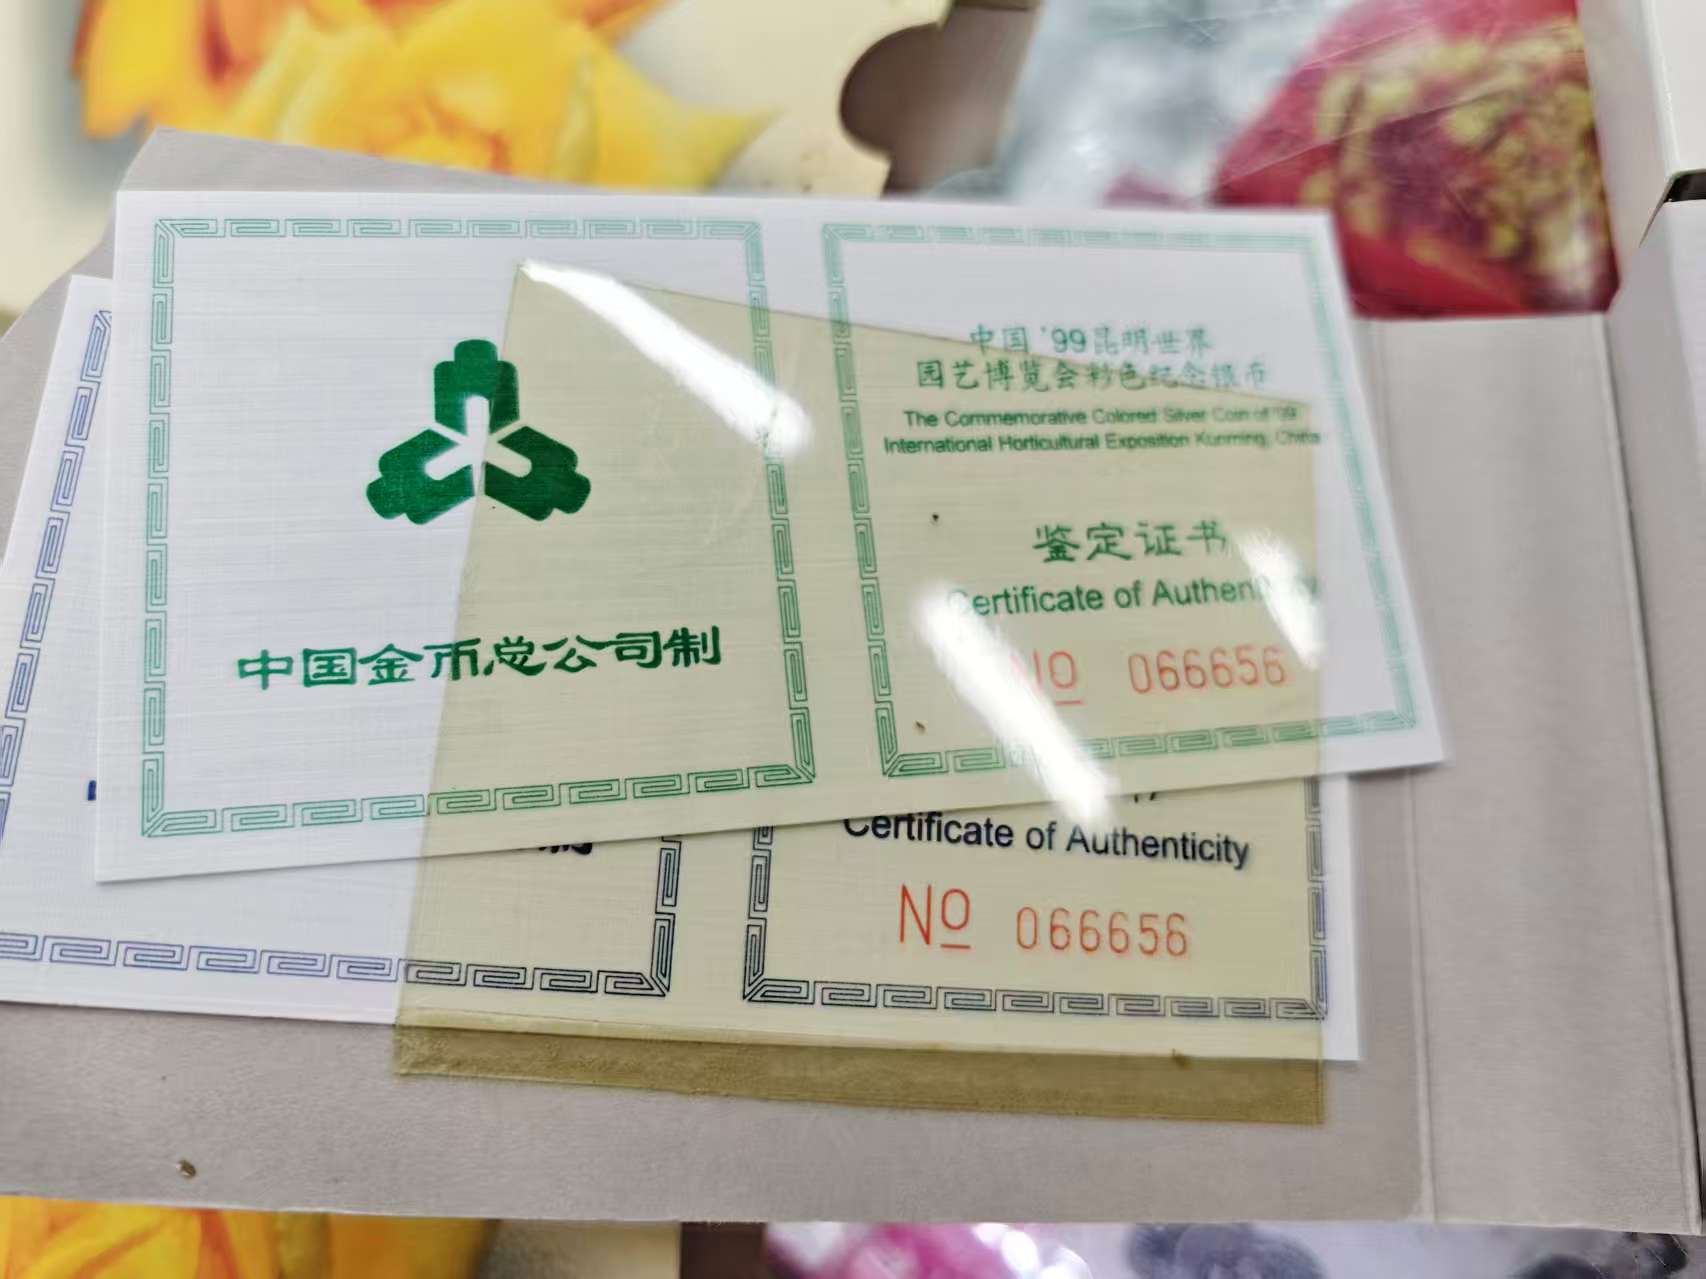 中国金币总公司制
中国'99昆明世界
园艺博览会彩色纪念银币
The Commemorative Colored Silver Coin of '99
International Horticultural Exposition Kunming, China
鉴定证书
Certificate of Authenticity
NO 066656
Certificate of Authenticity
NO 066656